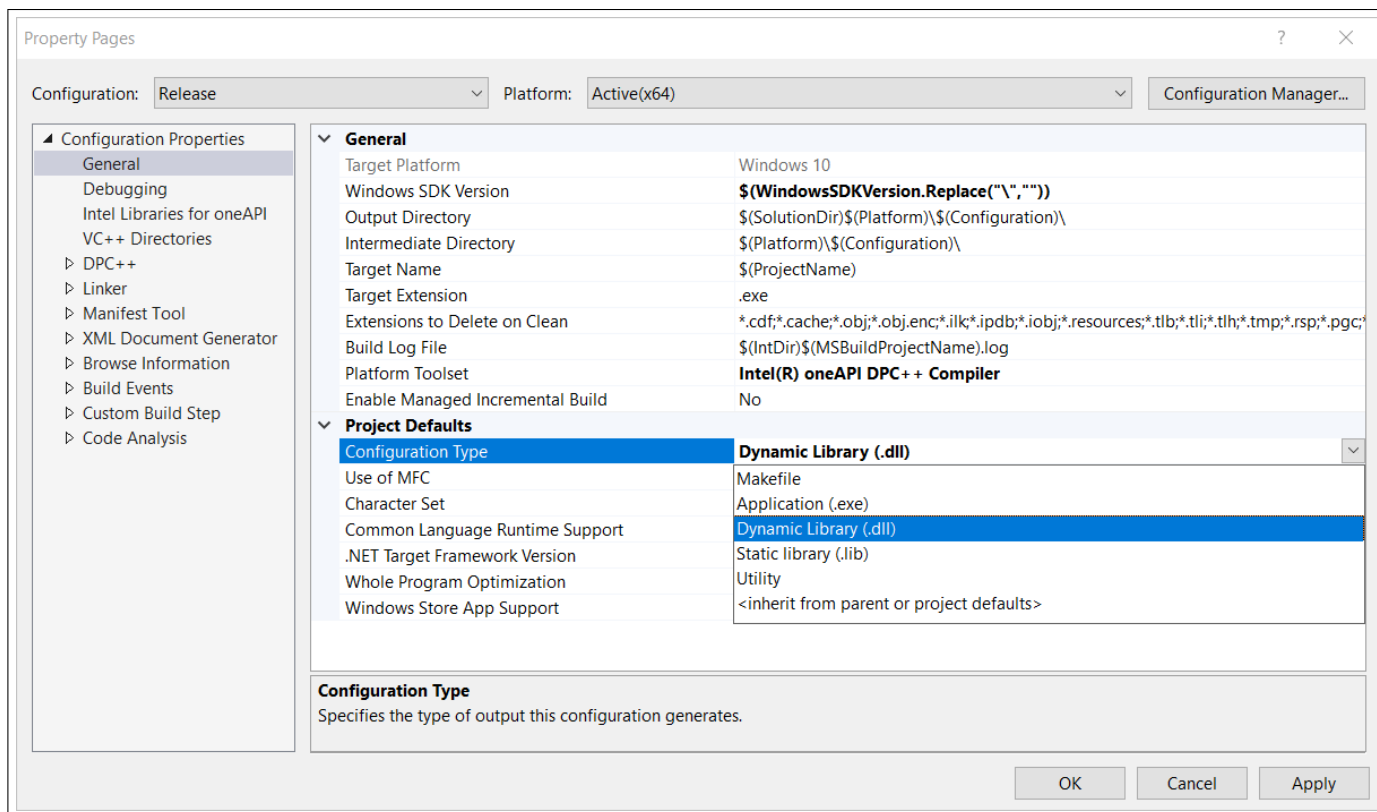 Property Pages
?
Configuration: Release Platform: Active(x64) Configuration Manager...
Configuration Properties
General
Debugging
Intel Libraries for oneAPI
VC++ Directories
DPC++
Linker
Manifest Tool
XML Document Generator
Browse Information
Build Events
Custom Build Step
Code Analysis
General
Target Platform Windows 10
Windows SDK Version $(WindowsSDKVersion.Replace("\",""))
Output Directory $(SolutionDir)$(Platform)\$(Configuration)\
Intermediate Directory $(Platform)\$(Configuration)\
Target Name $(ProjectName)
Target Extension .exe
Extensions to Delete on Clean *.cdf;*.cache;*.obj;*.obj.enc;*.ilk;*.ipdb;*.iobj;*.resources;*.tlb;*.tli;*.tlh;*.tmp;*.rsp;*.pgc;*
Build Log File $(IntDir)$(MSBuildProjectName).log
Platform Toolset Intel(R) oneAPI DPC++ Compiler
Enable Managed Incremental Build No
Project Defaults
Configuration Type Dynamic Library (.dll)
Use of MFC
Character Set
Common Language Runtime Support
.NET Target Framework Version
Whole Program Optimization
Windows Store App Support
Makefile
Application (.exe)
Dynamic Library (.dll)
Static library (.lib)
Utility
<inherit from parent or project defaults>
Configuration Type
Specifies the type of output this configuration generates.
OK Cancel Apply